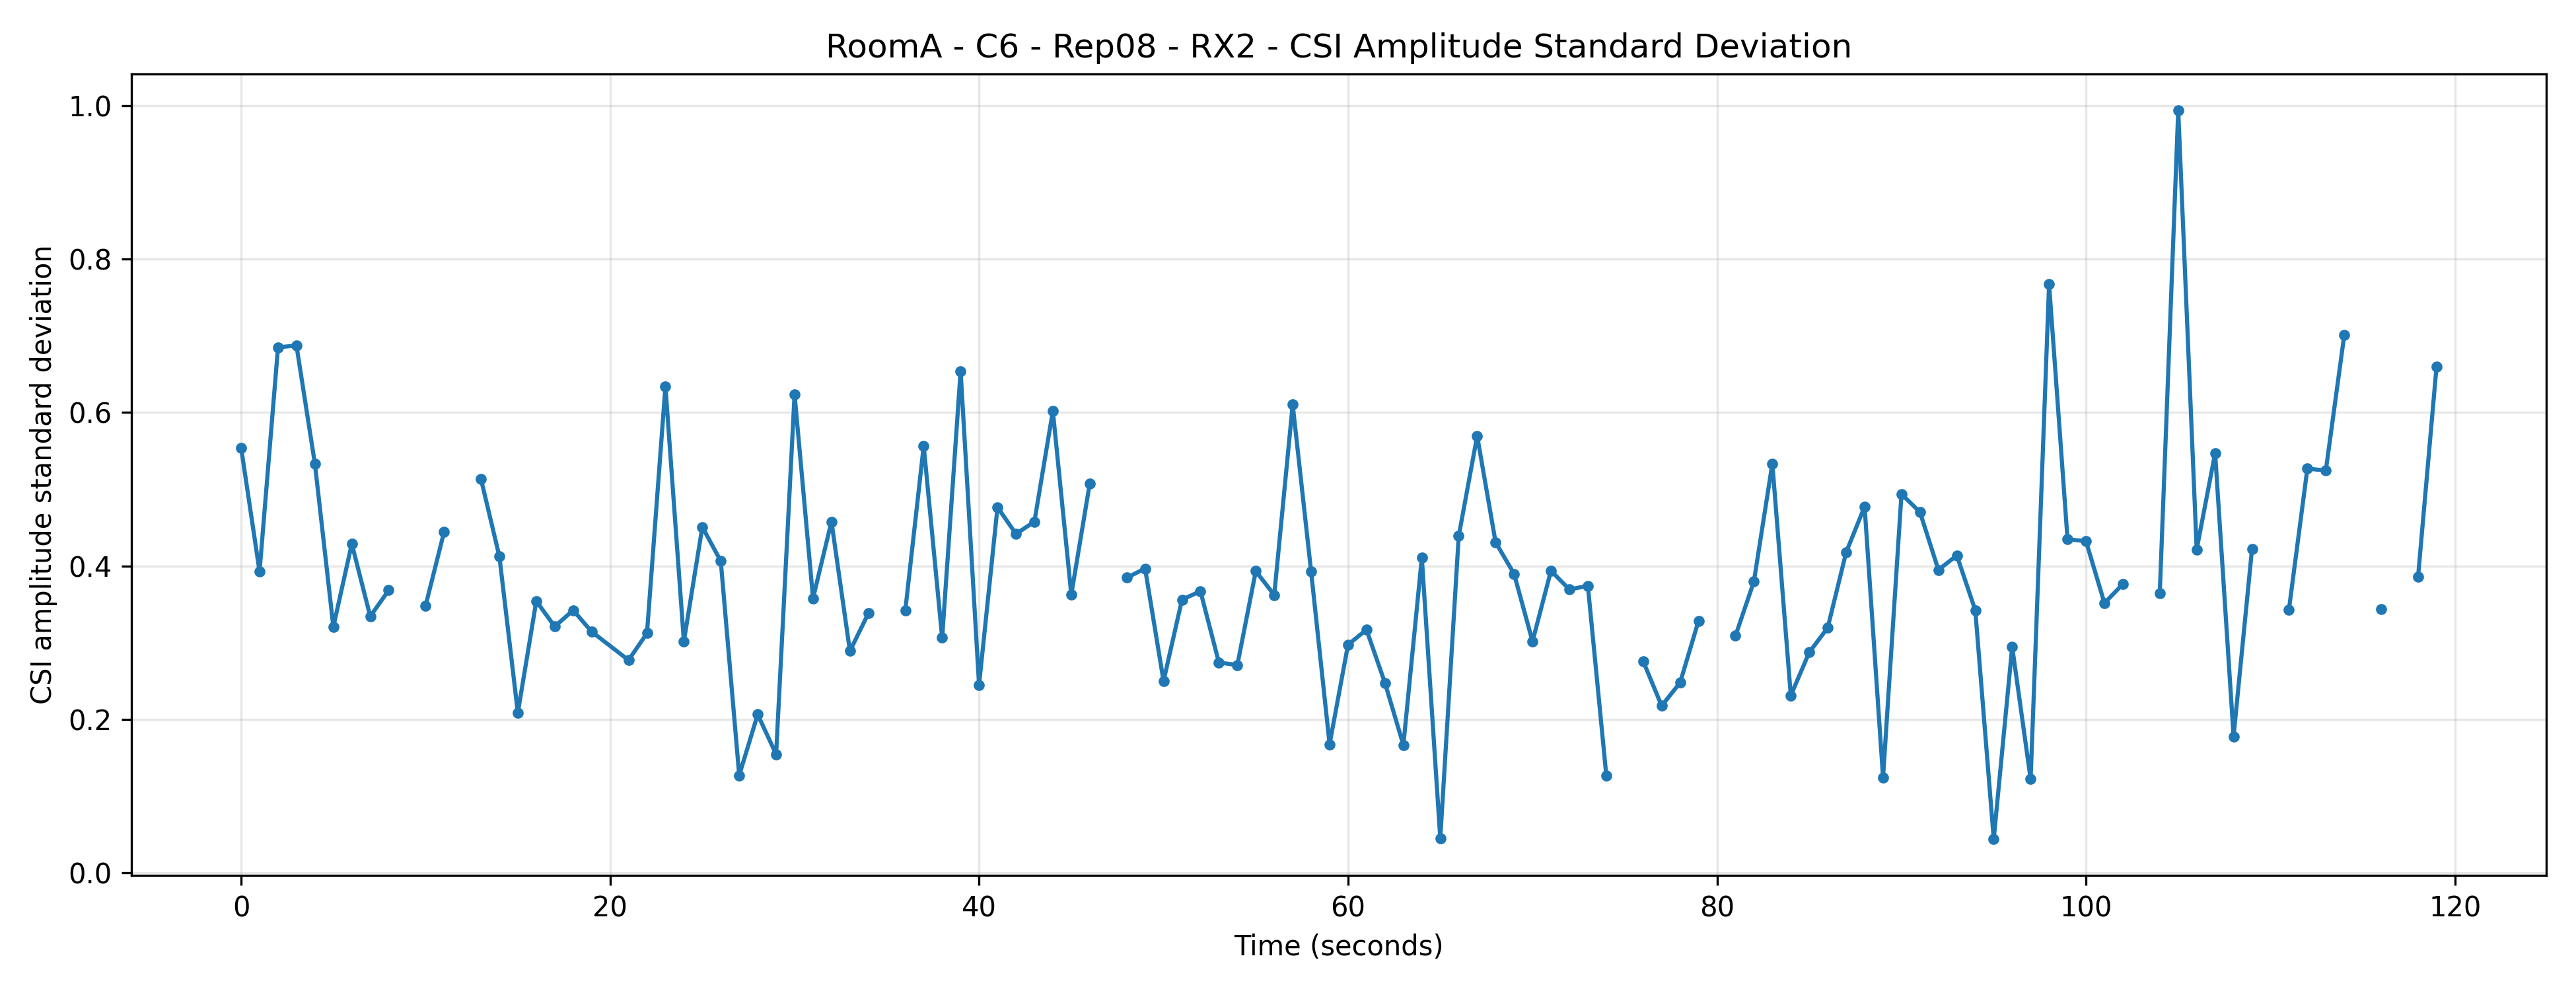 RoomA - C6 - Rep08 - RX2 - CSI Amplitude Standard Deviation
CSI amplitude standard deviation
1.0
0.8
0.6
0.4
0.2
0.0
0 20 40 60 80 100 120
Time (seconds)